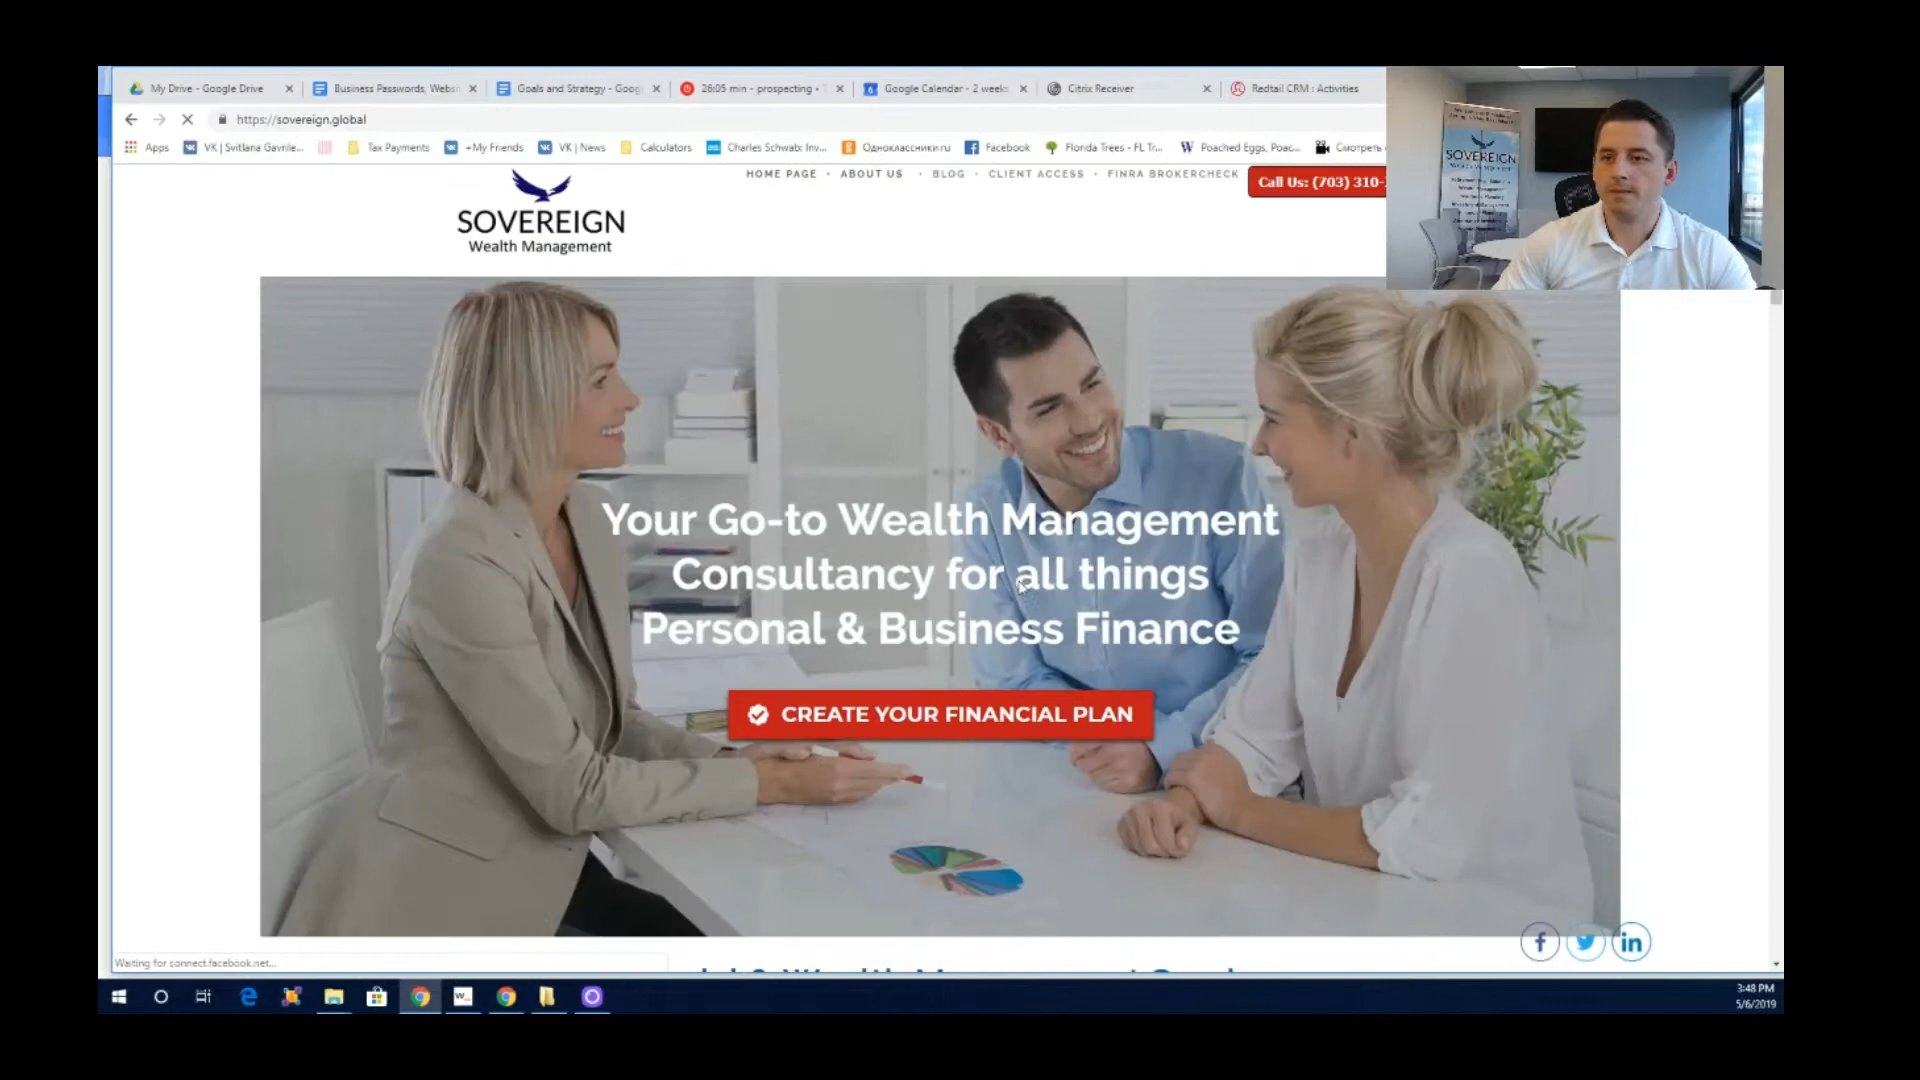 My Drive - Google Drive
Business Passwords, Websi
Goals and Strategy - Goog
26:05 min - prospecting •
Google Calendar - 2 weeks
Citrix Receiver
Redtail CRM : Activities
https://sovereign.global
Apps
VK | Svitlana Gavrile...
Tax Payments
+My Friends
VK | News
Calculators
Charles Schwab: Inv...
Одноклассники.ru
Facebook
Florida Trees - FL Tr...
Poached Eggs, Poac...
Смотреть
HOME PAGE • ABOUT US • BLOG • CLIENT ACCESS • FINRA BROKERCHECK
Call Us: (703) 310-
SOVEREIGN
Wealth Management
SOVEREIGN
Your Go-to Wealth Management
Consultancy for all things
Personal & Business Finance
CREATE YOUR FINANCIAL PLAN
Waiting for connect.facebook.net...
3:48 PM
5/6/2019